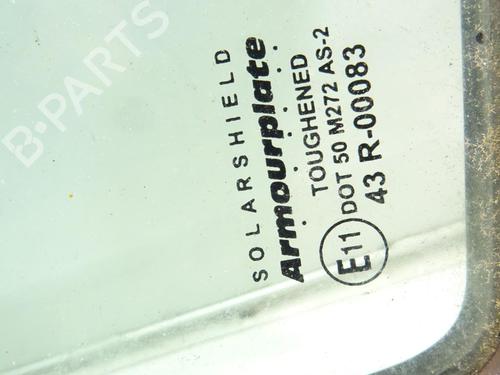 B-PARTS
SOLARSHIELD
Armourplate
TOUGHENED
DOT 50 M272 AS-2
E11 43 R-00083